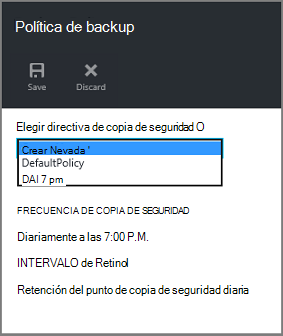 Política de backup
Save Discard
Elegir directiva de copia de seguridad O
Crear Nevada '
DefaultPolicy
DAI 7 pm
FRECUENCIA DE COPIA DE SEGURIDAD
Diariamente a las 7:00 P.M.
INTERVALO de Retinol
Retención del punto de copia de seguridad diaria